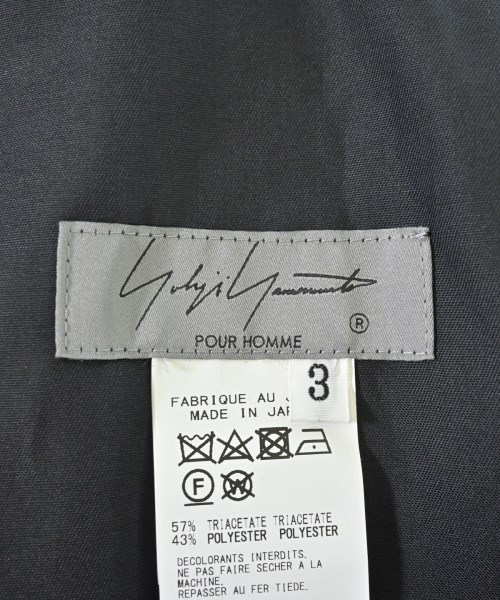 Yohji Yamamoto
®
POUR HOMME
3
FABRIQUE AU J
MADE IN JAP
F
W
57% TRIACETATE TRIACETATE
43% POLYESTER POLYESTER
DECOLORANTS INTERDITS.
NE PAS FAIRE SECHER A LA
MACHINE.
REPASSER AU FER TIEDE.